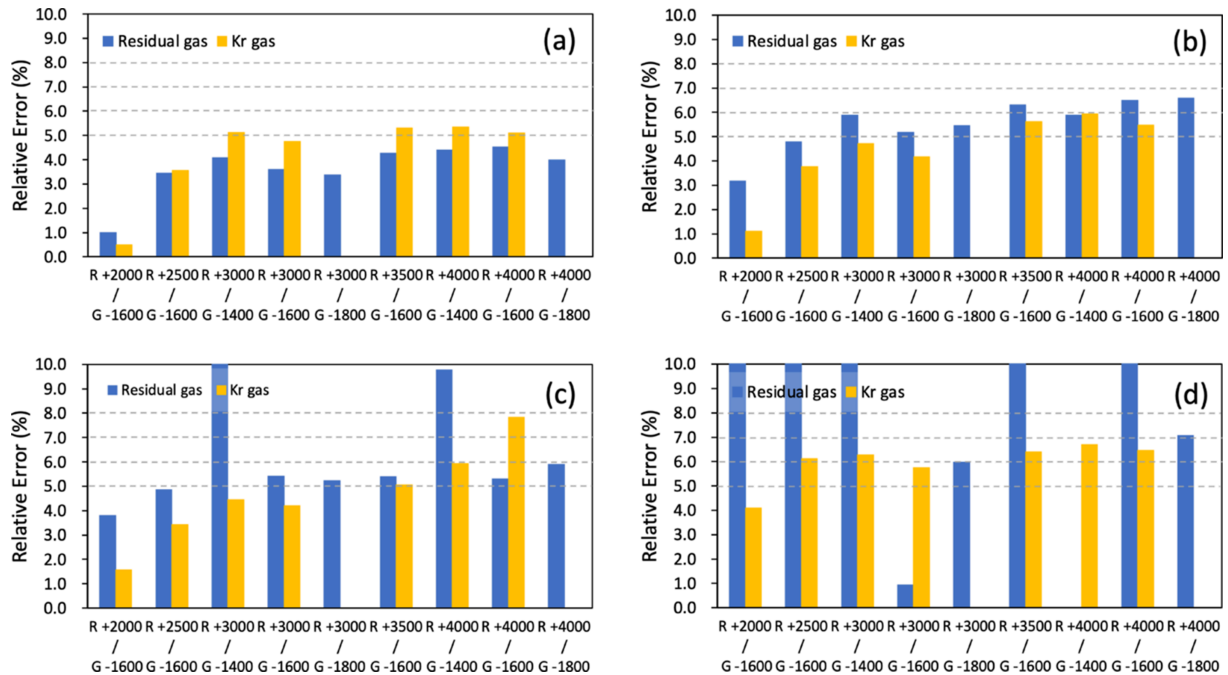 10.0
9.0
8.0
7.0
6.0
5.0
4.0
3.0
2.0
1.0
0.0
Relative Error (%)
Residual gas Kr gas
(a)
R +2000 R +2500 R +3000 R +3000 R +3000 R +3500 R +4000 R +4000 R +4000
/ / / / / / / / /
G -1600 G -1600 G -1400 G -1600 G -1800 G -1600 G -1400 G -1600 G -1800
10.0
9.0
8.0
7.0
6.0
5.0
4.0
3.0
2.0
1.0
0.0
Relative Error (%)
Residual gas Kr gas
(b)
R +2000 R +2500 R +3000 R +3000 R +3000 R +3500 R +4000 R +4000 R +4000
/ / / / / / / / /
G -1600 G -1600 G -1400 G -1600 G -1800 G -1600 G -1400 G -1600 G -1800
10.0
9.0
8.0
7.0
6.0
5.0
4.0
3.0
2.0
1.0
0.0
Relative Error (%)
Residual gas Kr gas
(c)
R +2000 R +2500 R +3000 R +3000 R +3000 R +3500 R +4000 R +4000 R +4000
/ / / / / / / / /
G -1600 G -1600 G -1400 G -1600 G -1800 G -1600 G -1400 G -1600 G -1800
10.0
9.0
8.0
7.0
6.0
5.0
4.0
3.0
2.0
1.0
0.0
Relative Error (%)
Residual gas Kr gas
(d)
R +2000 R +2500 R +3000 R +3000 R +3000 R +3500 R +4000 R +4000 R +4000
/ / / / / / / / /
G -1600 G -1600 G -1400 G -1600 G -1800 G -1600 G -1400 G -1600 G -1800